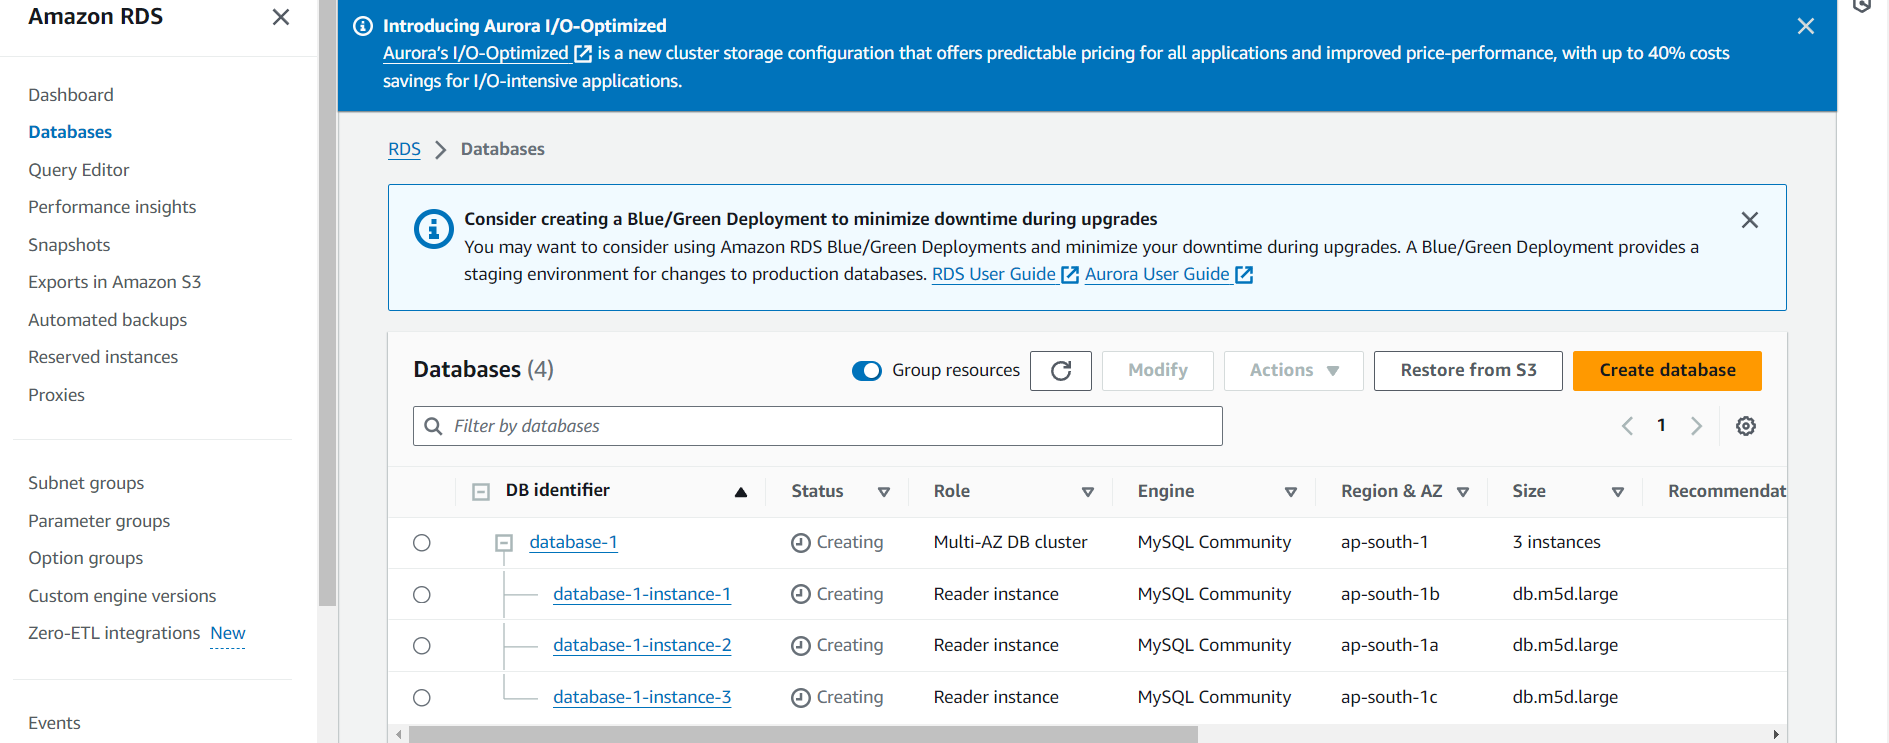 Amazon RDS
Dashboard
Databases
Query Editor
Performance insights
Snapshots
Exports in Amazon S3
Automated backups
Reserved instances
Proxies
Subnet groups
Parameter groups
Option groups
Custom engine versions
Zero-ETL integrations New
Events
Introducing Aurora I/O-Optimized
Aurora's I/O-Optimized is a new cluster storage configuration that offers predictable pricing for all applications and improved price-performance, with up to 40% costs
savings for I/O-intensive applications.
RDS Databases
Consider creating a Blue/Green Deployment to minimize downtime during upgrades
You may want to consider using Amazon RDS Blue/Green Deployments and minimize your downtime during upgrades. A Blue/Green Deployment provides a
staging environment for changes to production databases. RDS User Guide Aurora User Guide
Databases (4) Group resources Modify Actions Restore from S3 Create database
Filter by databases 1
DB identifier Status Role Engine Region & AZ Size Recommendat
database-1 Creating Multi-AZ DB cluster MySQL Community ap-south-1 3 instances
database-1-instance-1 Creating Reader instance MySQL Community ap-south-1b db.m5d.large
database-1-instance-2 Creating Reader instance MySQL Community ap-south-1a db.m5d.large
database-1-instance-3 Creating Reader instance MySQL Community ap-south-1c db.m5d.large